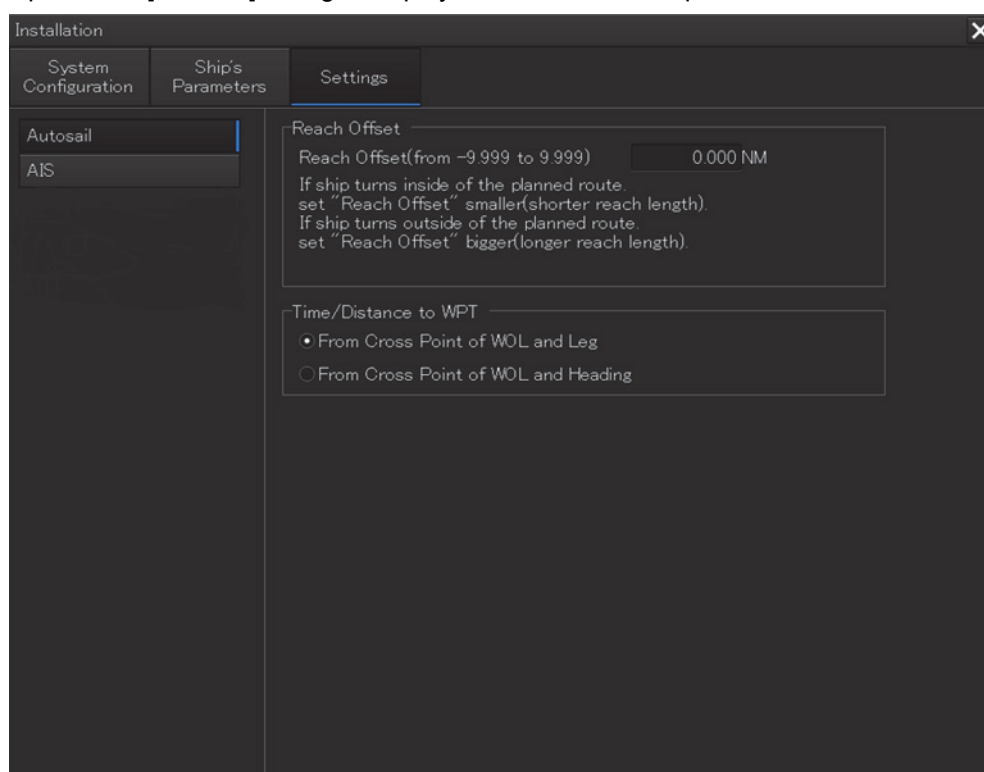 Installation
System Configuration
Ship's Parameters
Settings
Autosail
AIS
Reach Offset
Reach Offset(from -9.999 to 9.999) 0.000 NM
If ship turns inside of the planned route.
set "Reach Offset" smaller(shorter reach length).
If ship turns outside of the planned route.
set "Reach Offset" bigger(longer reach length).
Time/Distance to WPT
From Cross Point of WOL and Leg
From Cross Point of WOL and Heading